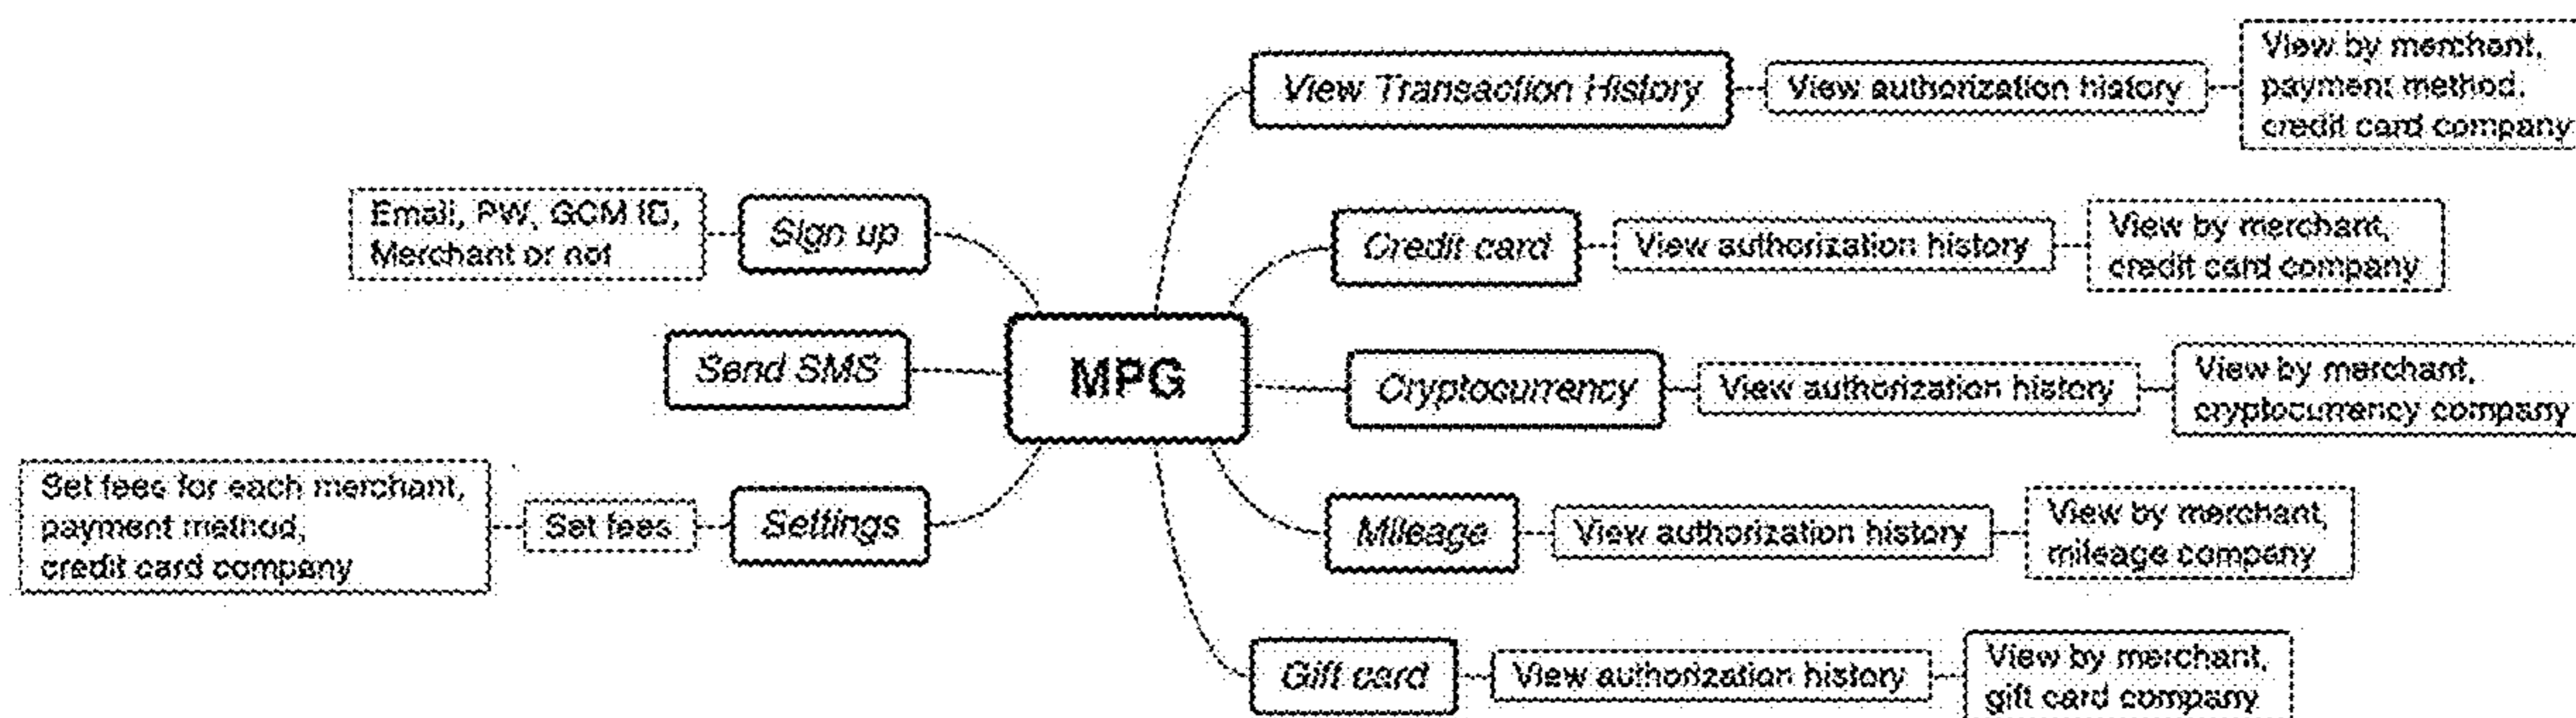 View Transaction History
View authorization history
View by merchant,
payment method,
credit card company
Email, PW, GCM ID,
Merchant or not
Sign up
Credit card
View authorization history
View by merchant,
credit card company
Send SMS
MPG
Cryptocurrency
View authorization history
View by merchant,
cryptocurrency company
Set fees for each merchant,
payment method,
credit card company
Set fees
Settings
Mileage
View authorization history
View by merchant,
mileage company
Gift card
View authorization history
View by merchant,
gift card company